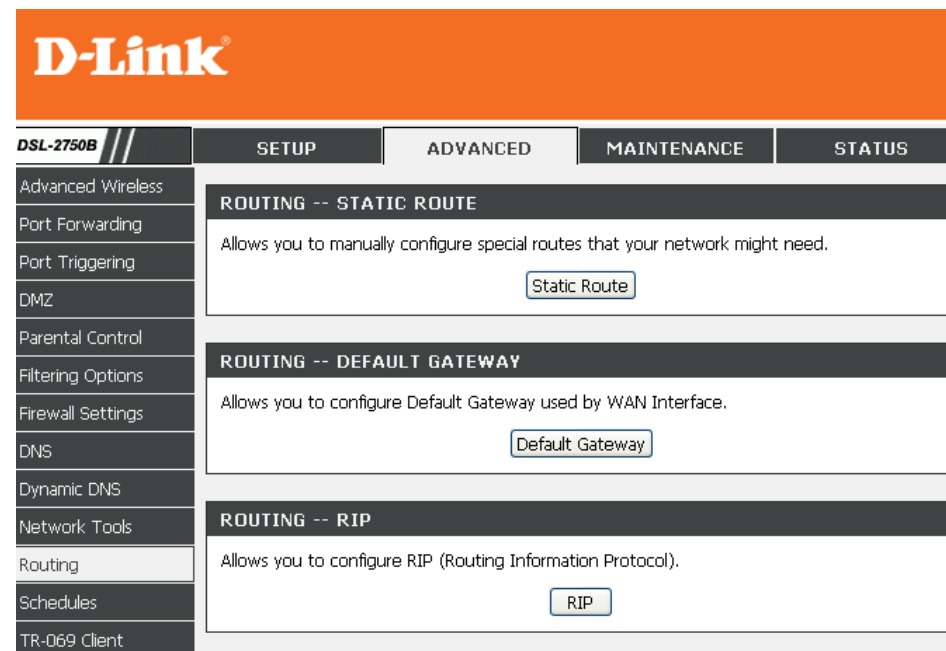 D-Link®
DSL-2750B
SETUP
ADVANCED
MAINTENANCE
STATUS
Advanced Wireless
Port Forwarding
Port Triggering
DMZ
Parental Control
Filtering Options
Firewall Settings
DNS
Dynamic DNS
Network Tools
Routing
Schedules
TR-069 Client
ROUTING -- STATIC ROUTE
Allows you to manually configure special routes that your network might need.
Static Route
ROUTING -- DEFAULT GATEWAY
Allows you to configure Default Gateway used by WAN Interface.
Default Gateway
ROUTING -- RIP
Allows you to configure RIP (Routing Information Protocol).
RIP